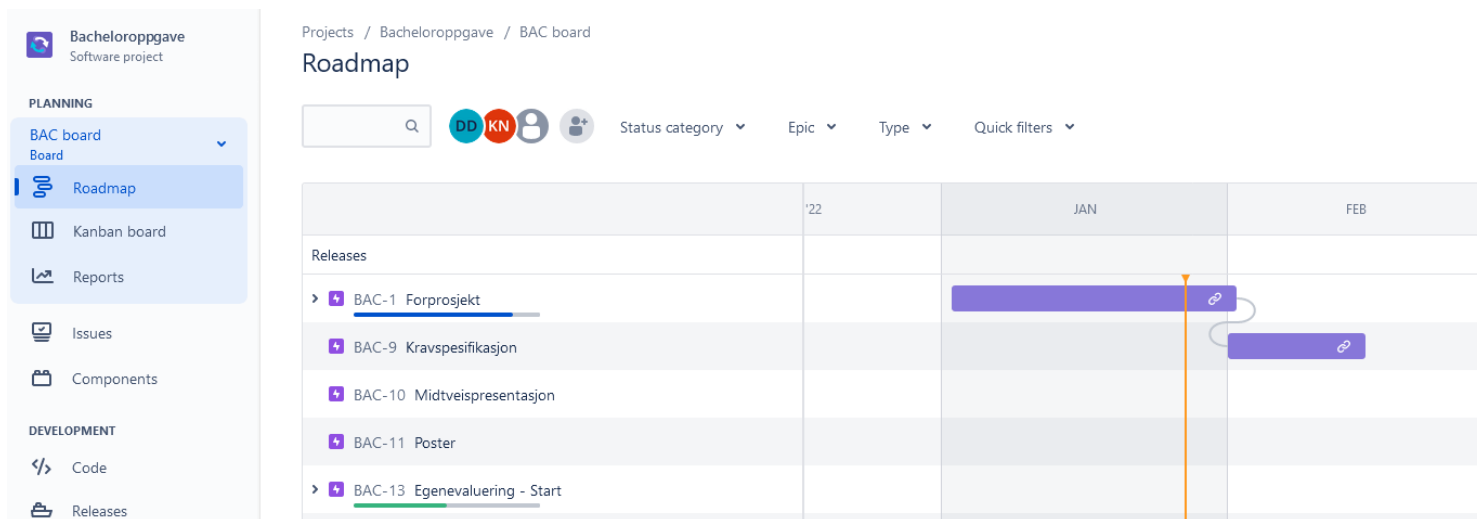 Bacheloroppgave
Software project
PLANNING
BAC board
Board
Roadmap
Kanban board
Reports
Issues
Components
DEVELOPMENT
Code
Releases
Projects / Bacheloroppgave / BAC board
Roadmap
DD KN Status category Epic Type Quick filters
'22 JAN FEB
Releases
BAC-1 Forprosjekt
BAC-9 Kravspesifikasjon
BAC-10 Midtveispresentasjon
BAC-11 Poster
BAC-13 Egenevaluering - Start